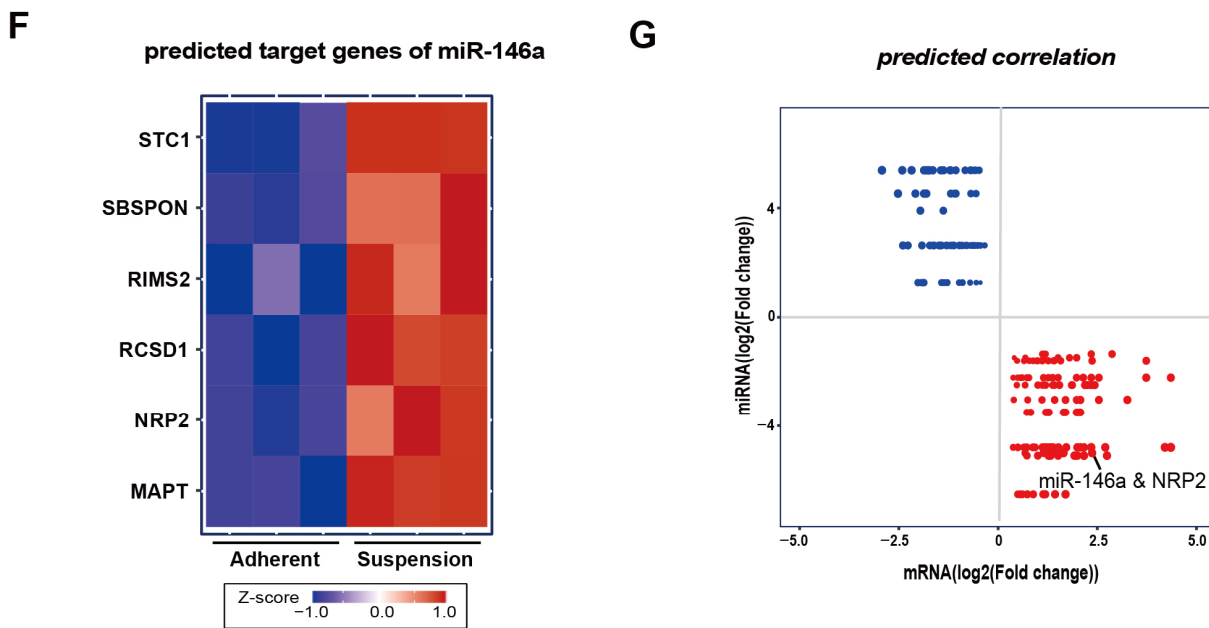 F
predicted target genes of miR-146a
STC1
SBSPON
RIMS2
RCSD1
NRP2
MAPT
Adherent Suspension
Z-score
−1.0 0.0 1.0
G
predicted correlation
miRNA(log2(Fold change))
4
0
−4
miR-146a & NRP2
−5.0 −2.5 0 2.5 5.0
mRNA(log2(Fold change))